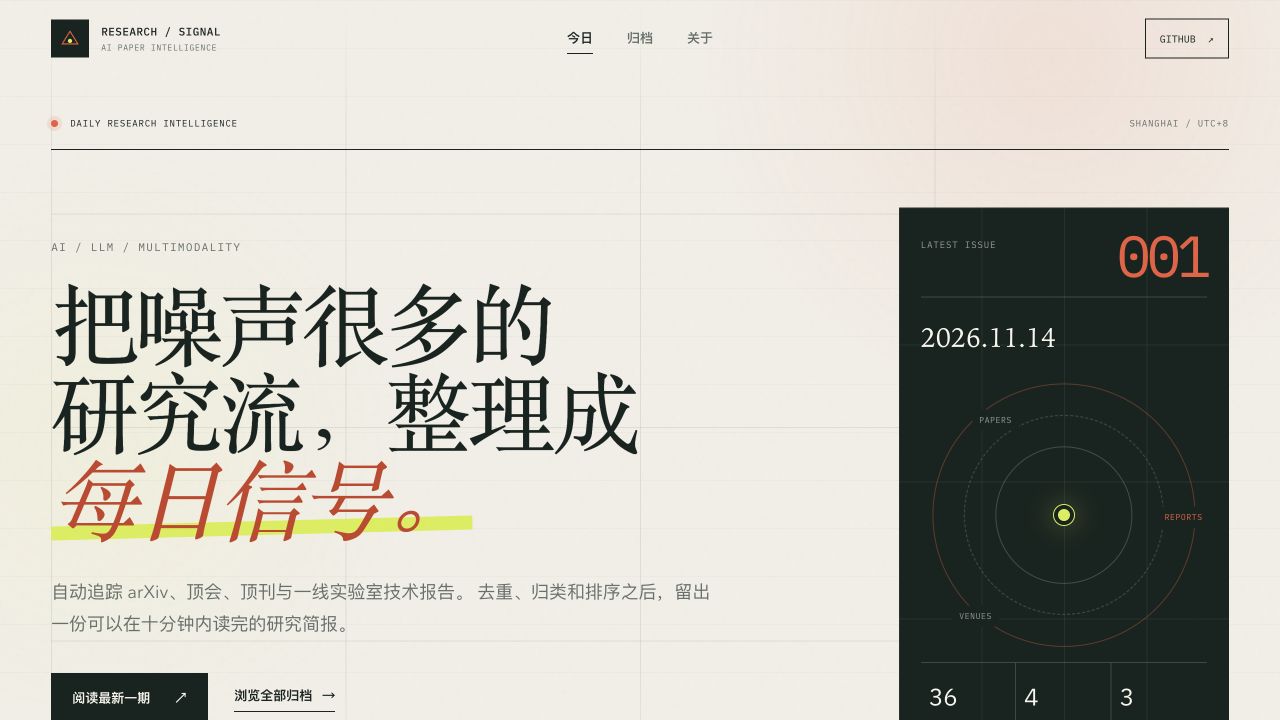 RESEARCH / SIGNAL
AI PAPER INTELLIGENCE
今日
归档
关于
GITHUB ↗
DAILY RESEARCH INTELLIGENCE
SHANGHAI / UTC+8
AI / LLM / MULTIMODALITY
把噪声很多的
研究流，整理成
每日信号。
自动追踪 arXiv、顶会、顶刊与一线实验室技术报告。 去重、归类和排序之后，留出
一份可以在十分钟内读完的研究简报。
阅读最新一期 ↗
浏览全部归档 →
LATEST ISSUE
001
2026.11.14
PAPERS
REPORTS
VENUES
36
4
3